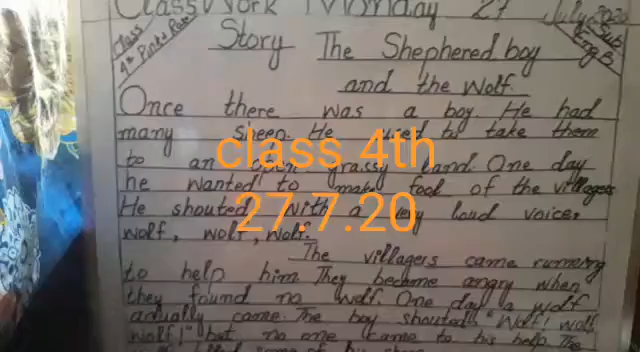 ClassWork Monday 27 July 2020
Class
4th
Sub
Eng B
Story The Shephered boy
and the Wolf.
Once there was a boy. He had
many sheep. He used to take them
to an open grassy land. One day
he wanted to make fool of the villagers
He shouted with a very loud voice,
wolf, wolf, wolf.
The villagers came running
to help him. They became angry when
they found no wolf. One day a wolf
actually came. The boy shouted "Wolf! wolf
wolf!" but no one came to his help. The
class 4th
27.7.20